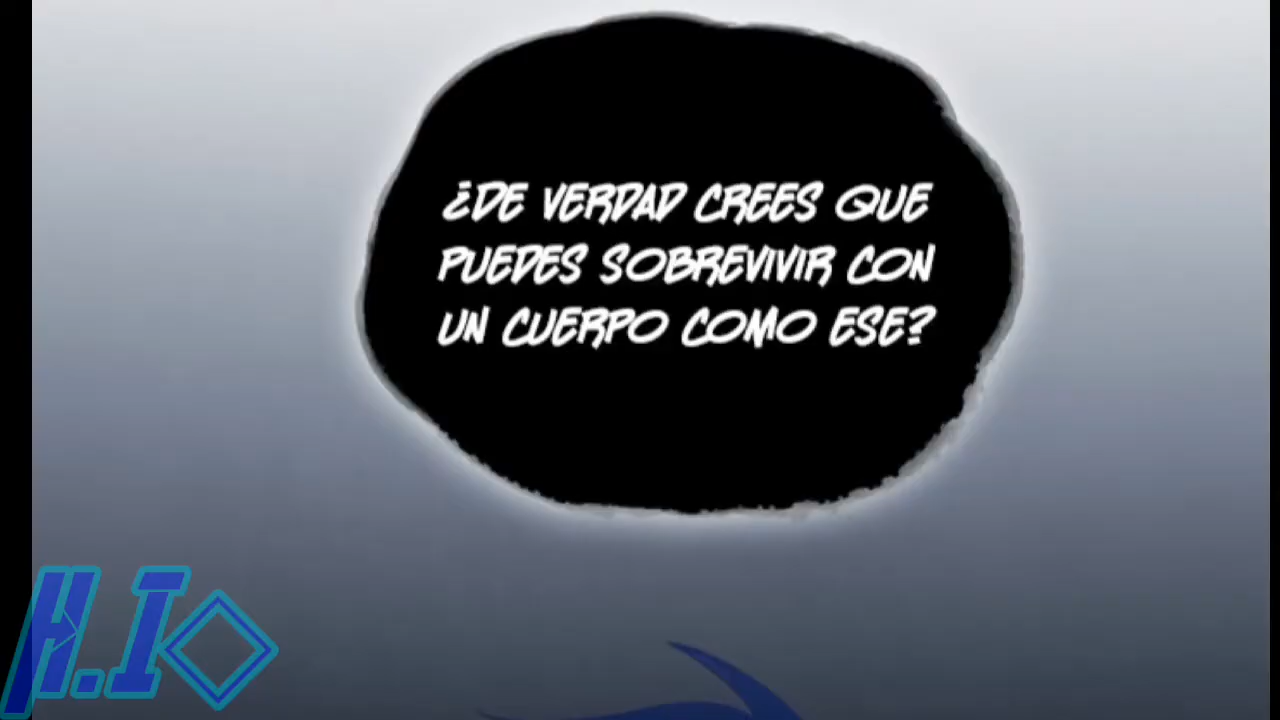 ¿DE VERDAD CREES QUE
PUEDES SOBREVIVIR CON
UN CUERPO COMO ESE?
H.I